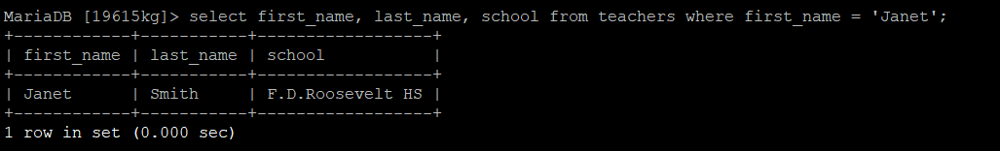 MariaDB [19615kg]> select first_name, last_name, school from teachers where first_name = 'Janet';
+------------+-----------+------------------+
| first_name | last_name | school           |
+------------+-----------+------------------+
| Janet      | Smith     | F.D.Roosevelt HS |
+------------+-----------+------------------+
1 row in set (0.000 sec)